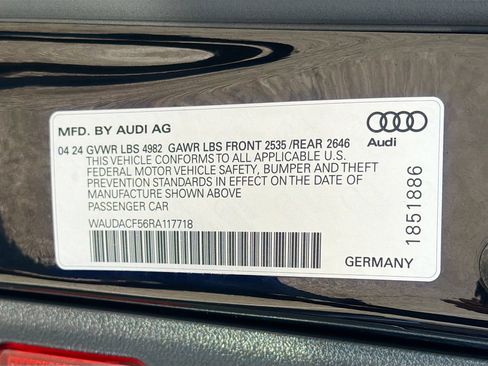 MFD. BY AUDI AG
Audi
04 24 GVWR LBS 4982 GAWR LBS FRONT 2535 /REAR 2646
THIS VEHICLE CONFORMS TO ALL APPLICABLE U.S.
FEDERAL MOTOR VEHICLE SAFETY, BUMPER AND THEFT
PREVENTION STANDARDS IN EFFECT ON THE DATE OF
MANUFACTURE SHOWN ABOVE
PASSENGER CAR
WAUDACF56RA117718
GERMANY
1851886